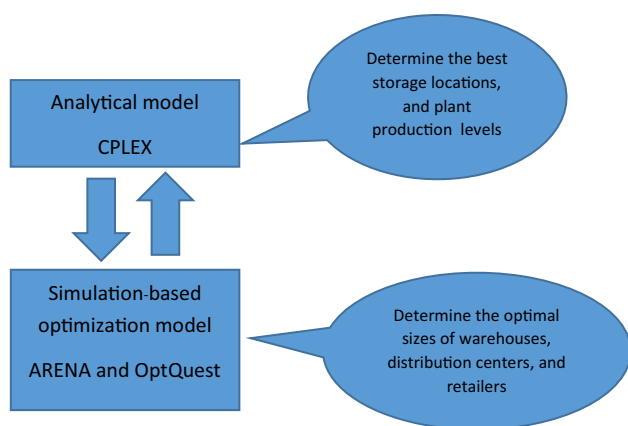 Determine the best
storage locations,
and plant
production levels
Analytical model
CPLEX
Simulation-based
optimization model
ARENA and OptQuest
Determine the optimal
sizes of warehouses,
distribution centers, and
retailers